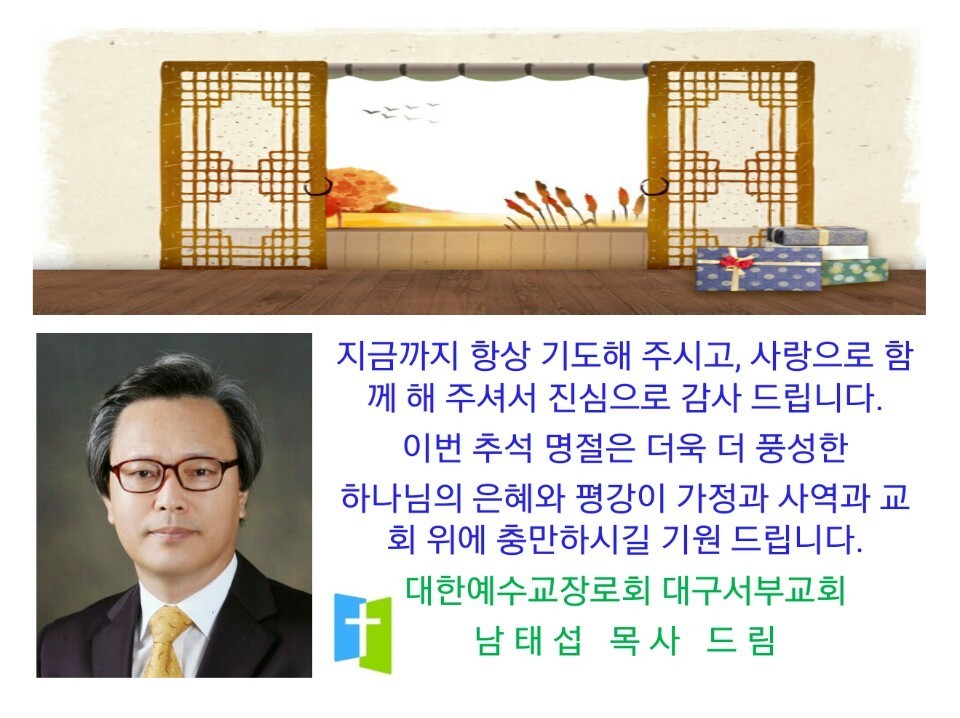 지금까지 항상 기도해 주시고, 사랑으로 함
께 해 주셔서 진심으로 감사 드립니다.
이번 추석 명절은 더욱 더 풍성한
하나님의 은혜와 평강이 가정과 사역과 교
회 위에 충만하시길 기원 드립니다.
대한예수교장로회 대구서부교회
남 태 섭 목 사 드 림